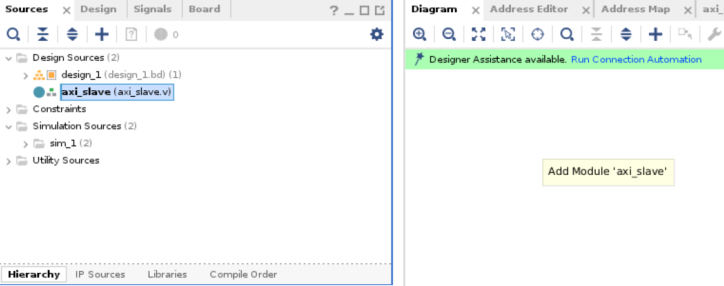 Sources
Design
Signals
Board
Diagram
Address Editor
Address Map
axi_
0
Designer Assistance available. Run Connection Automation
Design Sources (2)
design_1 (design_1.bd) (1)
axi_slave (axi_slave.v)
Constraints
Simulation Sources (2)
sim_1 (2)
Utility Sources
Add Module 'axi_slave'
Hierarchy
IP Sources
Libraries
Compile Order